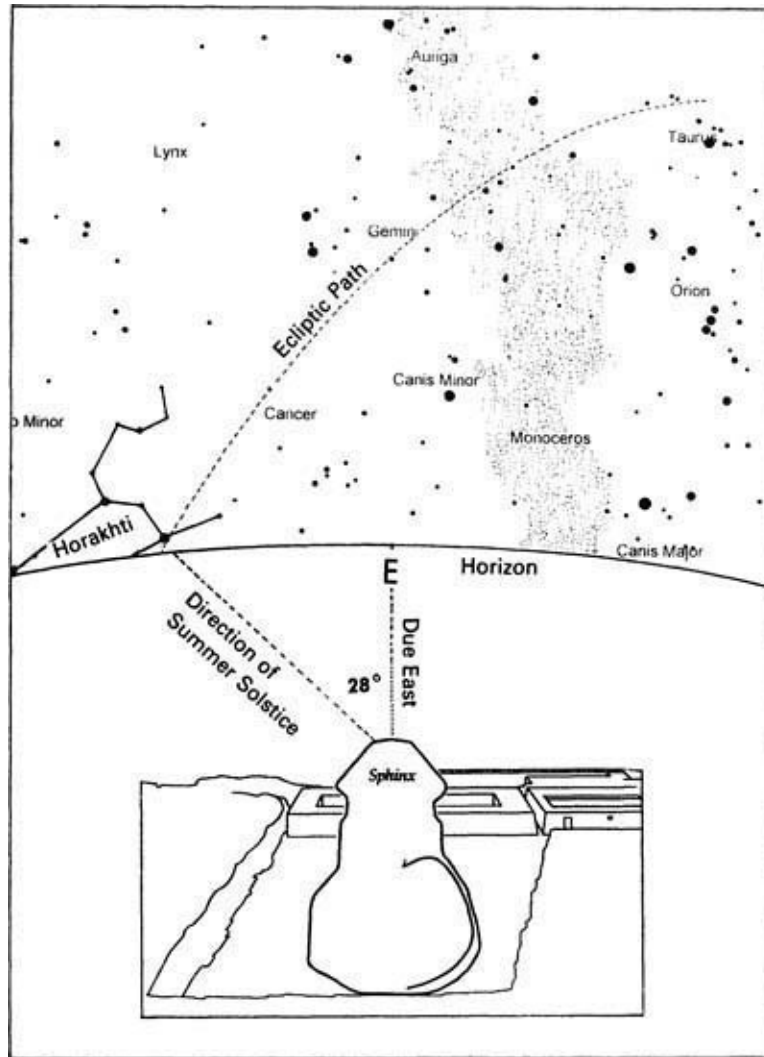 Auriga
Taurus
Lynx
Gemini
Ecliptic Path
Orion
Canis Minor
Cancer
o Minor
Monoceros
Horakhti
Canis Major
E
Horizon
Direction of
Summer Solstice
28°
Due East
Sphinx